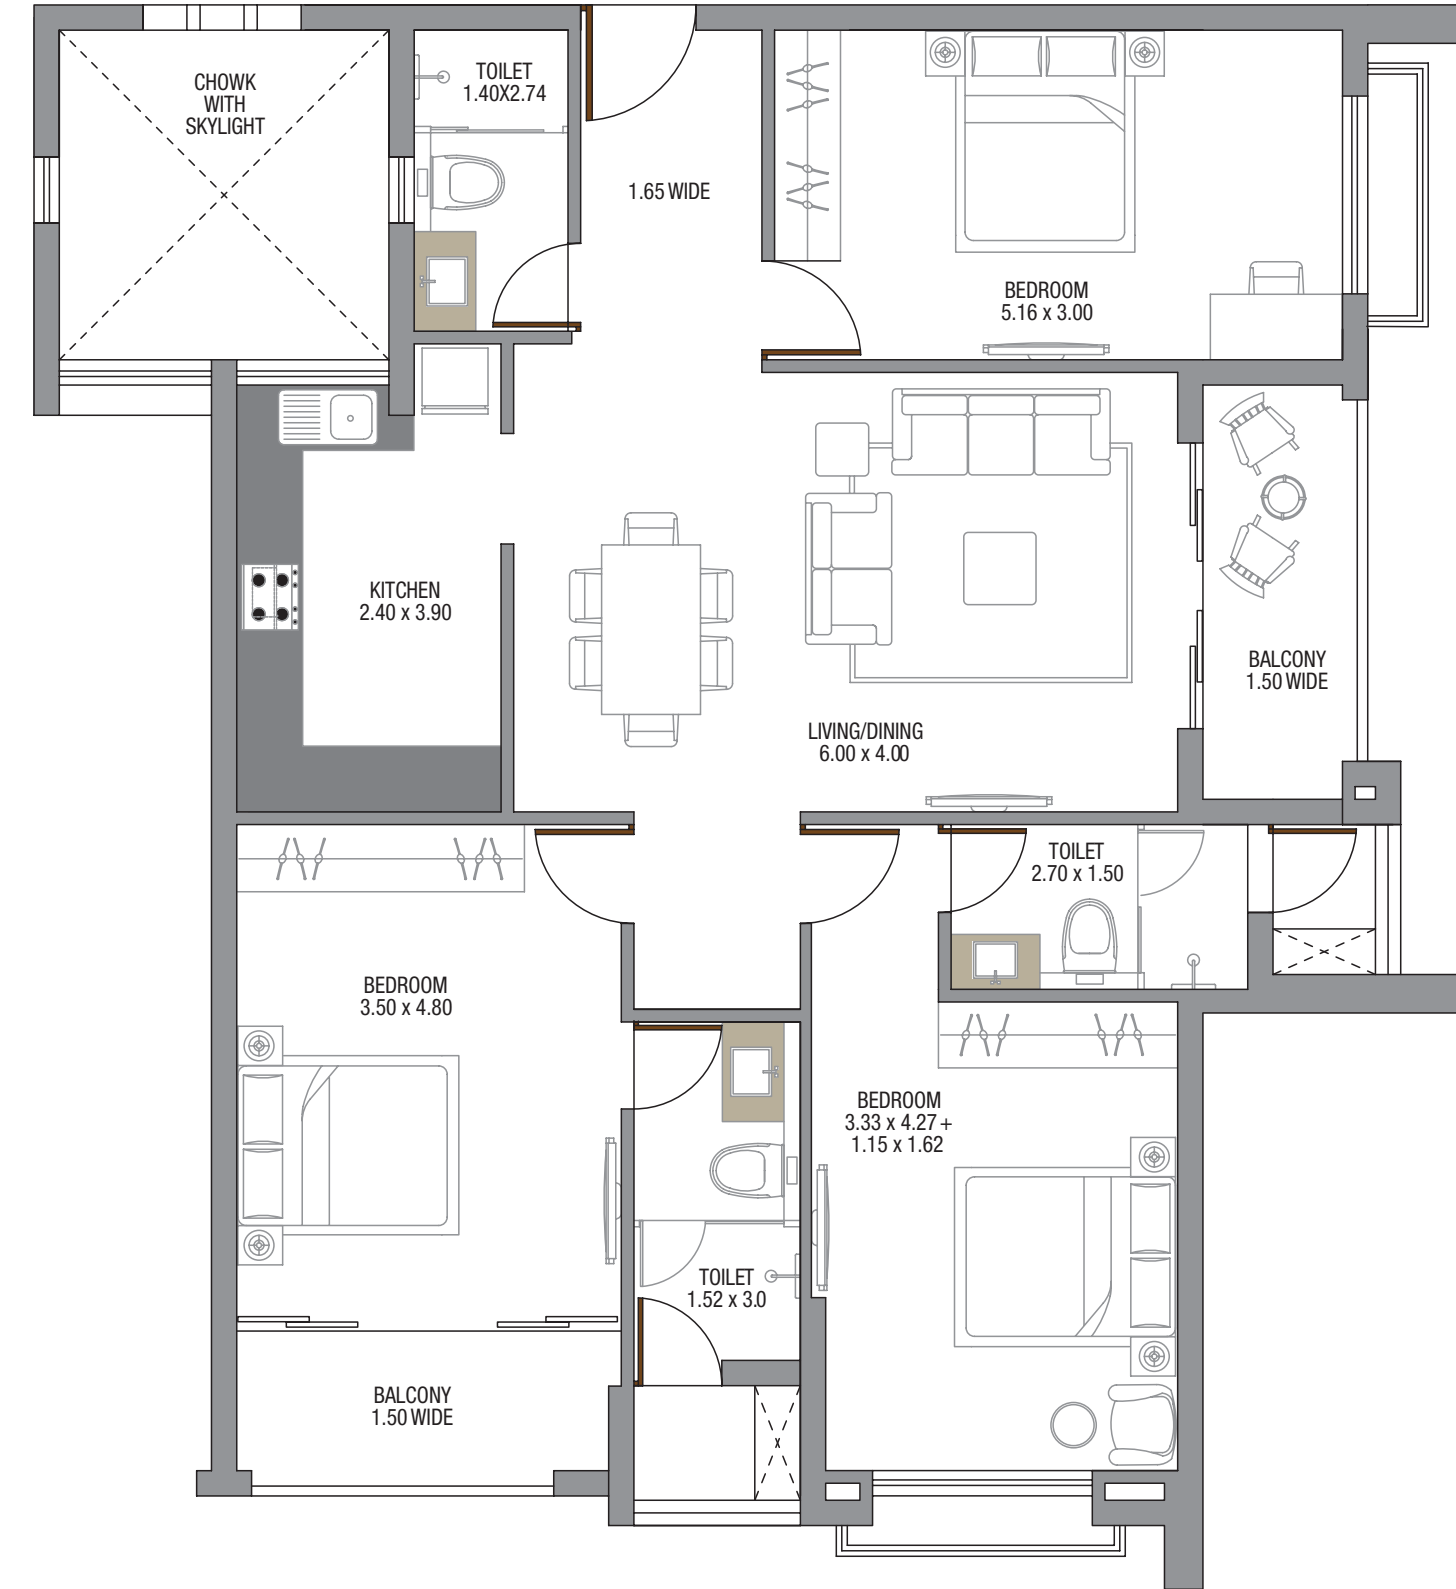 CHOWK
WITH
SKYLIGHT
TOILET
1.40X2.74
1.65 WIDE
BEDROOM
5.16 x 3.00
KITCHEN
2.40 x 3.90
BALCONY
1.50 WIDE
LIVING/DINING
6.00 x 4.00
TOILET
2.70 x 1.50
BEDROOM
3.50 x 4.80
BEDROOM
3.33 x 4.27+
1.15 x 1.62
TOILET
1.52 x 3.0
BALCONY
1.50 WIDE